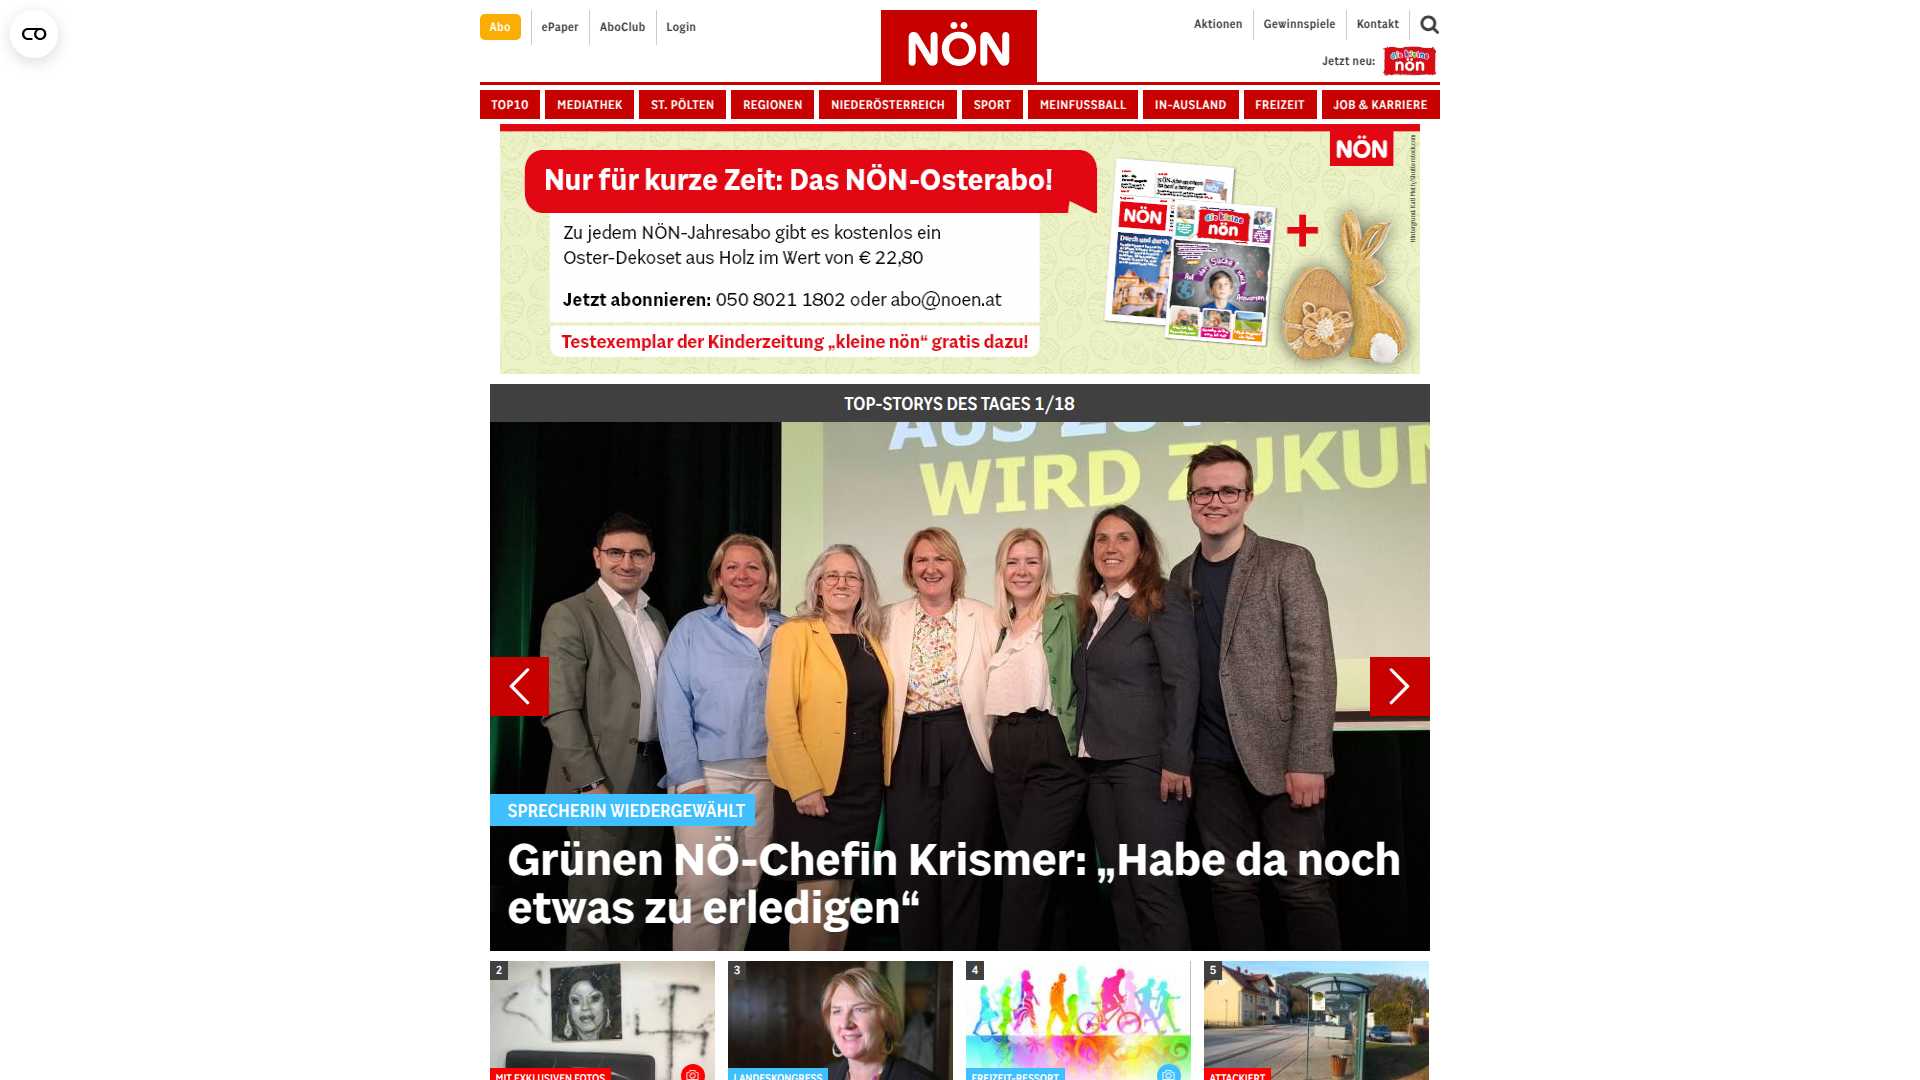 Abo
ePaper
AboClub
Login
NÖN
Aktionen
Gewinnspiele
Kontakt
Jetzt neu:
die kleine
nön
TOP10
MEDIATHEK
ST. PÖLTEN
REGIONEN
NIEDERÖSTERREICH
SPORT
MEINFUSSBALL
IN-AUSLAND
FREIZEIT
JOB & KARRIERE
NÖN
Nur für kurze Zeit: Das NÖN-Osterabo!
Zu jedem NÖN-Jahresabo gibt es kostenlos ein
Oster-Dekoset aus Holz im Wert von € 22,80
Jetzt abonnieren: 050 8021 1802 oder abo@noen.at
Testexemplar der Kinderzeitung „kleine nön“ gratis dazu!
NÖN
Durch und durch
die kleine
nön
+
TOP-STORYS DES TAGES 1/18
WIRD ZUKUN
SPRECHERIN WIEDERGEWÄHLT
Grünen NÖ-Chefin Krismer: „Habe da noch
etwas zu erledigen“
2
3
4
5
MIT EXKLUSIVEN FOTOS
LANDESKONGRESS
FREIZEIT-RESSORT
ATTACKIERT